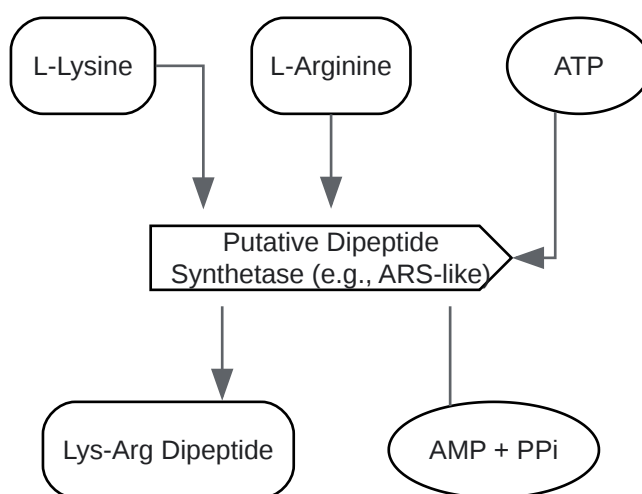 L-Lysine
L-Arginine
ATP
Putative Dipeptide
Synthetase (e.g., ARS-like)
Lys-Arg Dipeptide
AMP + PPi